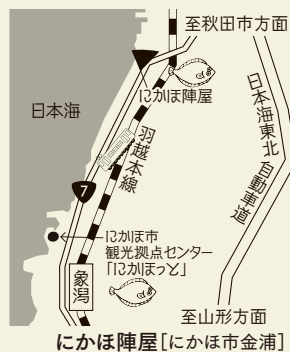 至秋田市方面
にかほ陣屋
日本海
羽越本線
日本海東北自動車道
7
にかほ市
観光拠点センター
「にかほっと」
象潟
至山形方面
にかほ陣屋[にかほ市金浦]